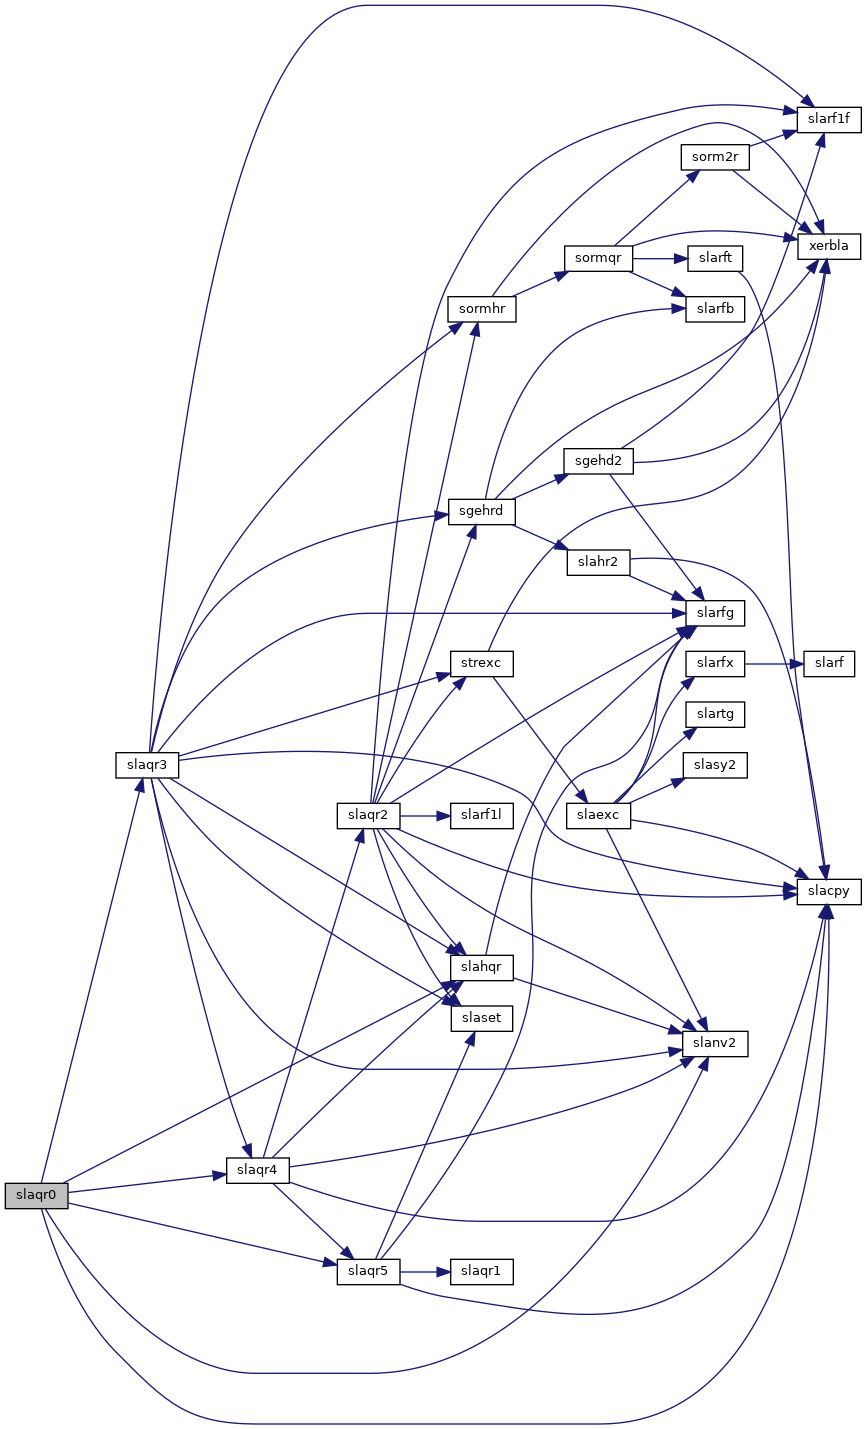 slarf1f
sorm2r
xerbla
sormqr
slarft
sormhr
slarfb
sgehd2
sgehrd
slahr2
slarfg
strexc
slarfx
slarf
slartg
slaqr3
slasy2
slaqr2
slarf1l
slaexc
slacpy
slahqr
slaset
slanv2
slaqr4
slaqr0
slaqr5
slaqr1